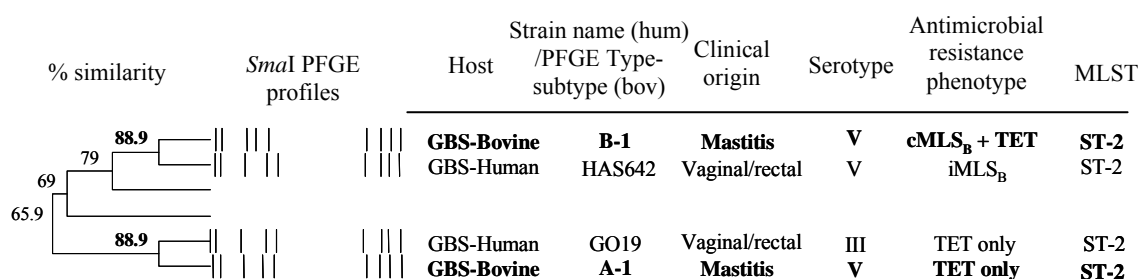 % similarity
SmaI PFGE
profiles
Host
Strain name (hum)
/PFGE Type-
subtype (bov)
Clinical
origin
Serotype
Antimicrobial
resistance
phenotype
MLST
88.9 GBS-Bovine B-1 Mastitis V cMLSB + TET ST-2
79 GBS-Human HAS642 Vaginal/rectal V iMLSB ST-2
69
65.9
88.9 GBS-Human GO19 Vaginal/rectal III TET only ST-2
GBS-Bovine A-1 Mastitis V TET only ST-2